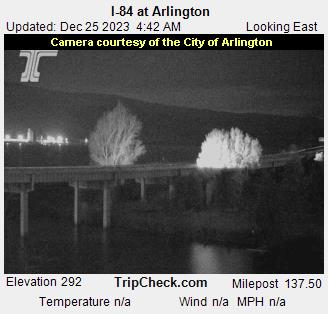 I-84 at Arlington
Updated: Dec 25 2023 4:42 AM Looking East
Camera courtesy of the City of Arlington
Elevation 292 TripCheck.com Milepost 137.50
Temperature n/a Wind n/a MPH n/a